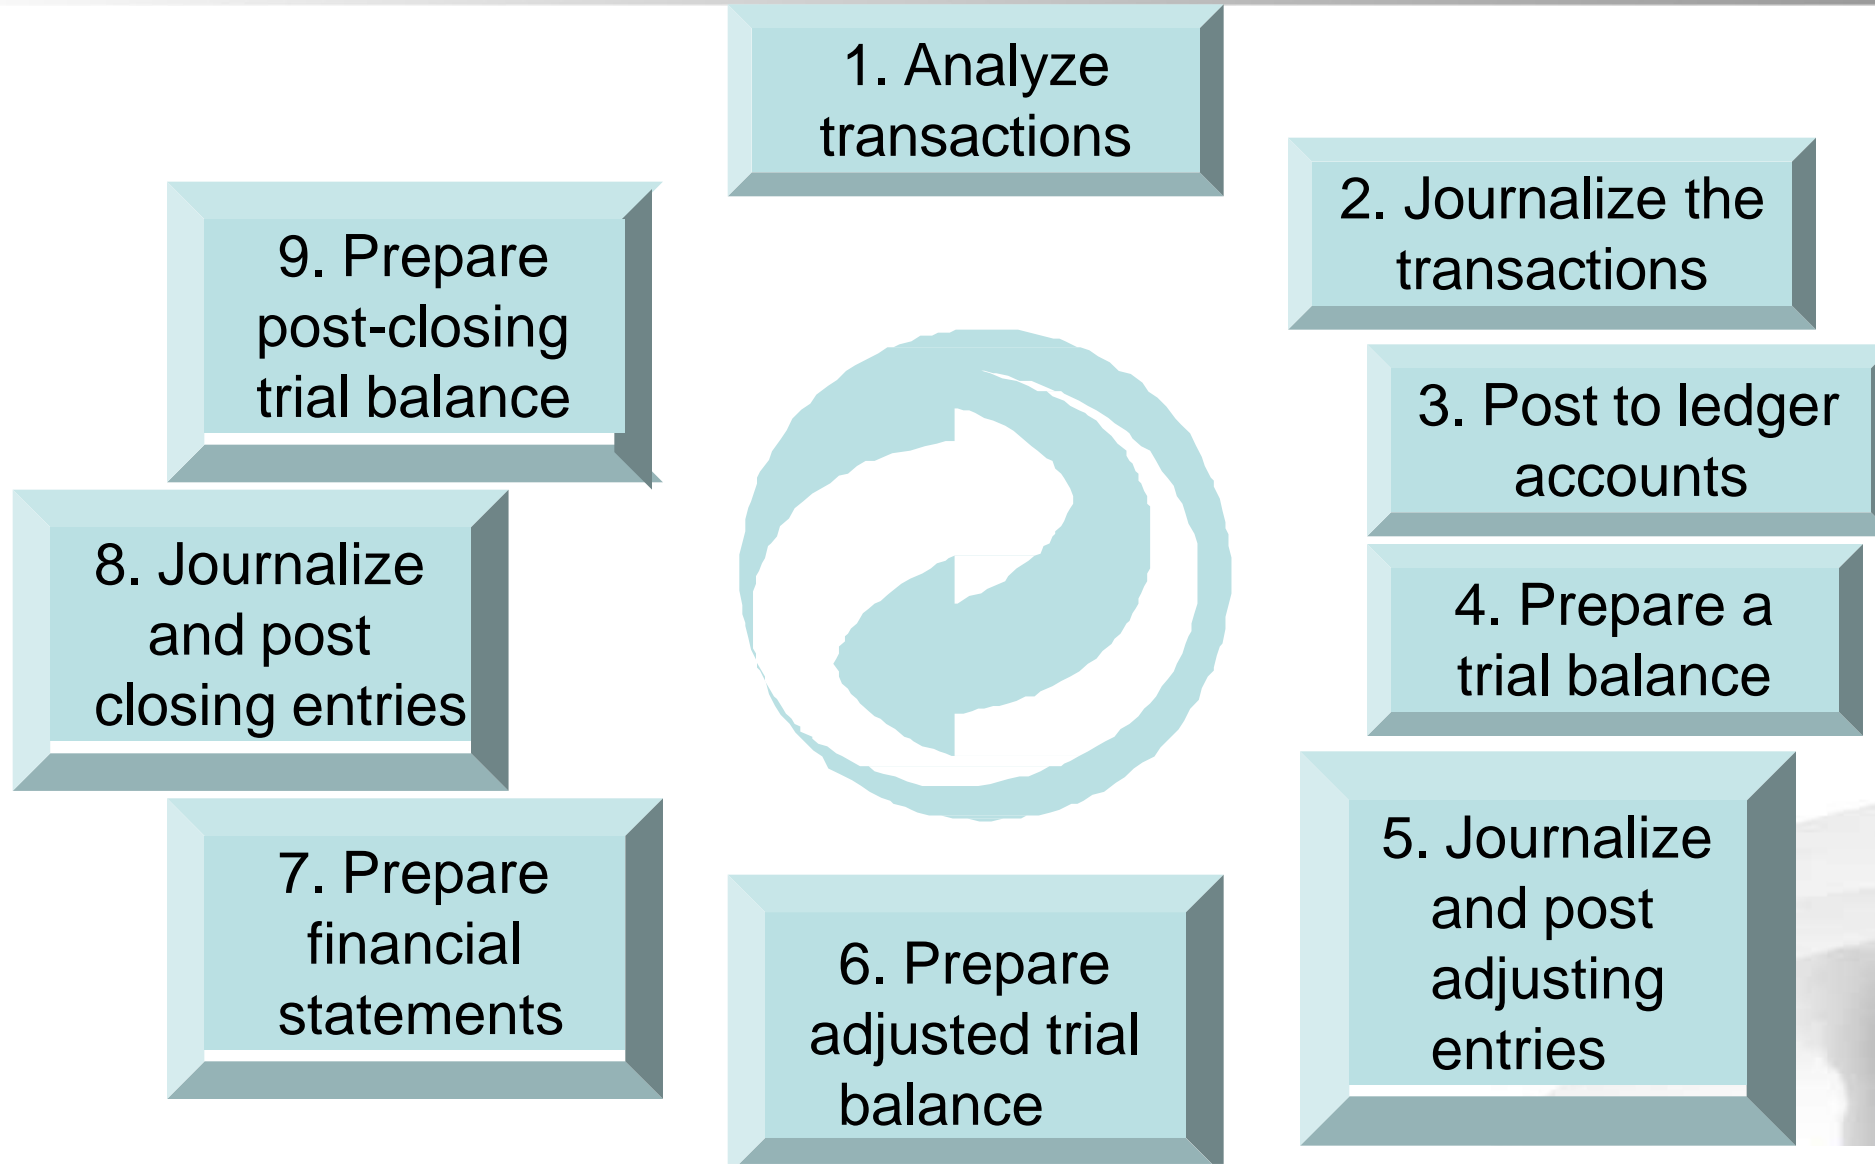 1. Analyze
transactions
2. Journalize the
transactions
3. Post to ledger
accounts
4. Prepare a
trial balance
5. Journalize
and post
adjusting
entries
6. Prepare
adjusted trial
balance
7. Prepare
financial
statements
8. Journalize
and post
closing entries
9. Prepare
post-closing
trial balance